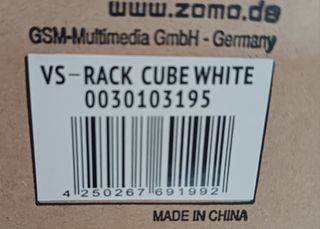 www.zomo.de
GSM-Multimedia GmbH - Germany
VS-RACK CUBE WHITE
0030103195
4 250267 691992
MADE IN CHINA